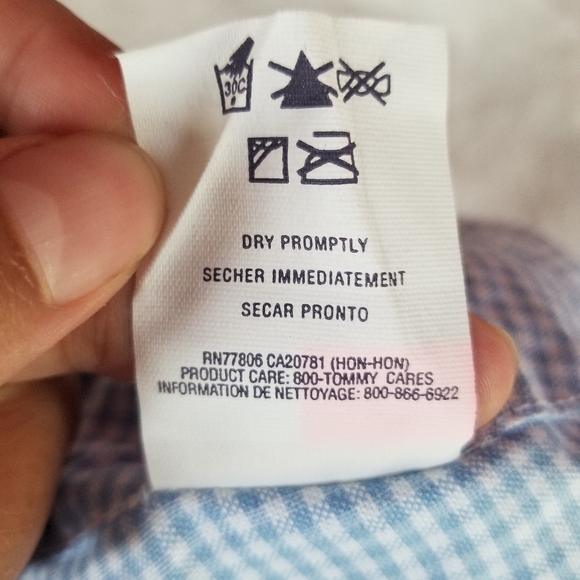 30C
DRY PROMPTLY
SECHER IMMEDIATEMENT
SECAR PRONTO
RN77806 CA20781 (HON-HON)
PRODUCT CARE: 800-TOMMY CARES
INFORMATION DE NETTOYAGE: 800-866-6922